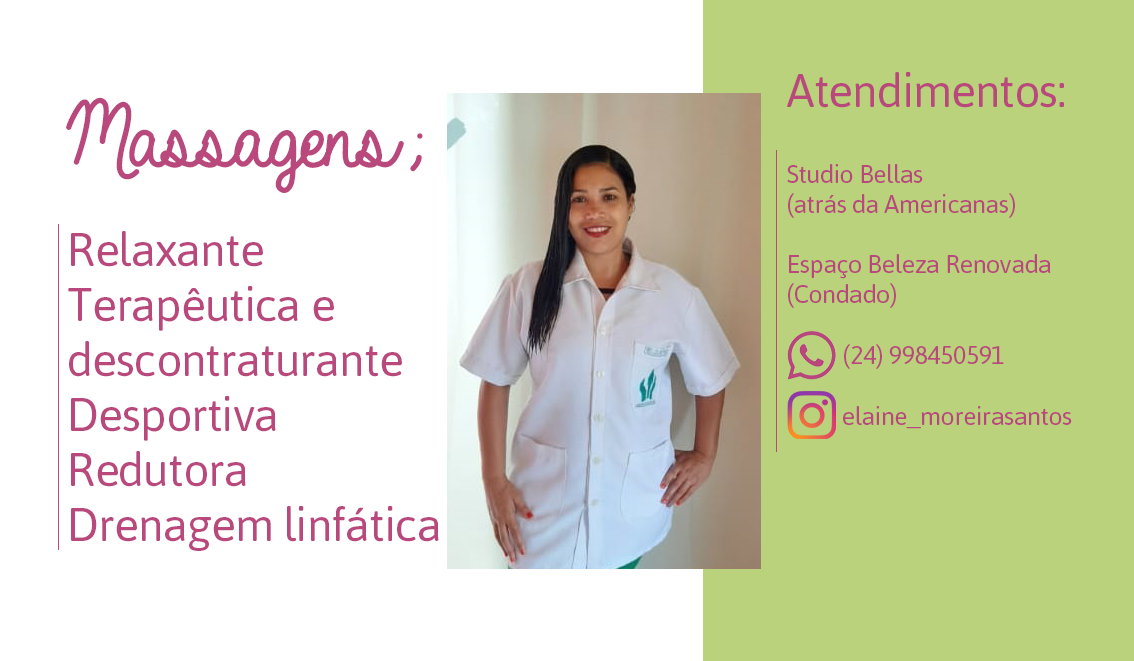 Massagens;
Relaxante
Terapêutica e
descontraturante
Desportiva
Redutora
Drenagem linfática
Atendimentos:
Studio Bellas
(atrás da Americanas)
Espaço Beleza Renovada
(Condado)
(24) 998450591
elaine_moreirasantos